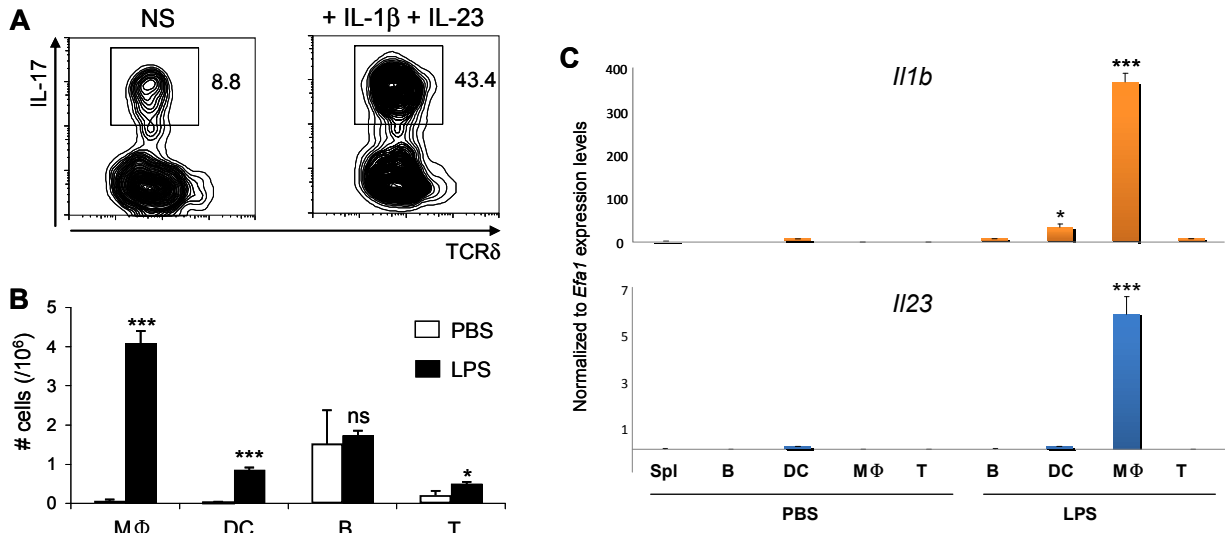 A
NS
+ IL-1β + IL-23
IL-17
8.8
43.4
TCRδ
B
# cells (/10⁶)
5
4
3
2
1
0
***
***
ns
*
PBS
LPS
MΦ
DC
B
T
C
Normalized to Efa1 expression levels
Il1b
400
300
200
100
0
*
***
Il23
7
5
3
1
***
Spl
B
DC
MΦ
T
B
DC
MΦ
T
PBS
LPS